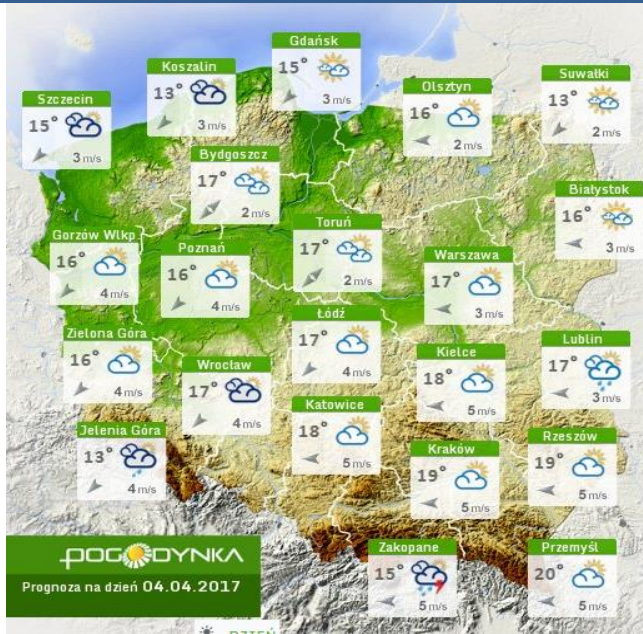 Gdańsk
15°
3 m/s
Koszalin
13°
3 m/s
Suwałki
13°
2 m/s
Olsztyn
16°
2 m/s
Szczecin
15°
3 m/s
Bydgoszcz
17°
2 m/s
Białystok
16°
3 m/s
Toruń
17°
2 m/s
Gorzów Wlkp
16°
4 m/s
Poznań
16°
4 m/s
Warszawa
17°
3 m/s
Łódź
17°
4 m/s
Zielona Góra
16°
4 m/s
Lublin
17°
3 m/s
Kielce
18°
5 m/s
Wrocław
17°
4 m/s
Katowice
18°
5 m/s
Jelenia Góra
13°
4 m/s
Rzeszów
19°
5 m/s
Kraków
19°
5 m/s
Zakopane
15°
5 m/s
Przemyśl
20°
5 m/s
POGODYNKA
Prognoza na dzień 04.04.2017
DZIEŃ